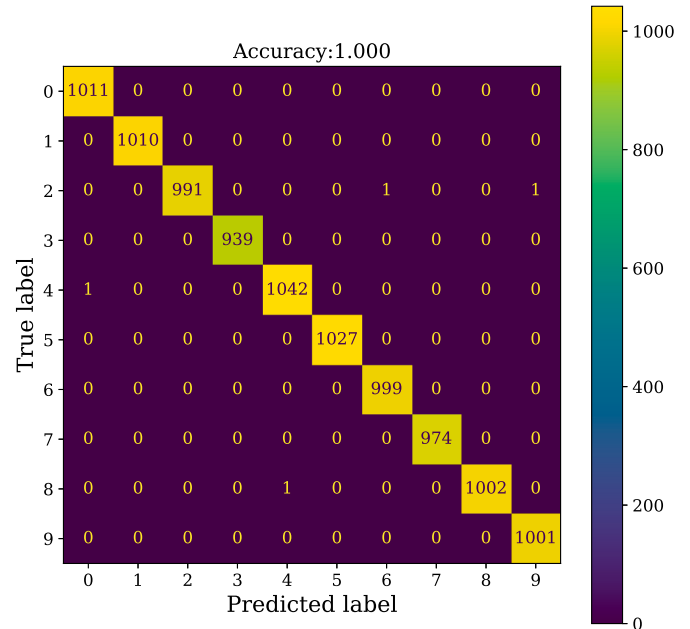 Accuracy:1.000
True label
0 1011 0 0 0 0 0 0 0 0 0
1 0 1010 0 0 0 0 0 0 0 0
2 0 0 991 0 0 0 1 0 0 1
3 0 0 0 939 0 0 0 0 0 0
4 1 0 0 0 1042 0 0 0 0 0
5 0 0 0 0 0 1027 0 0 0 0
6 0 0 0 0 0 0 999 0 0 0
7 0 0 0 0 0 0 0 974 0 0
8 0 0 0 0 1 0 0 0 1002 0
9 0 0 0 0 0 0 0 0 0 1001
0 1 2 3 4 5 6 7 8 9
Predicted label
1000
800
600
400
200
0